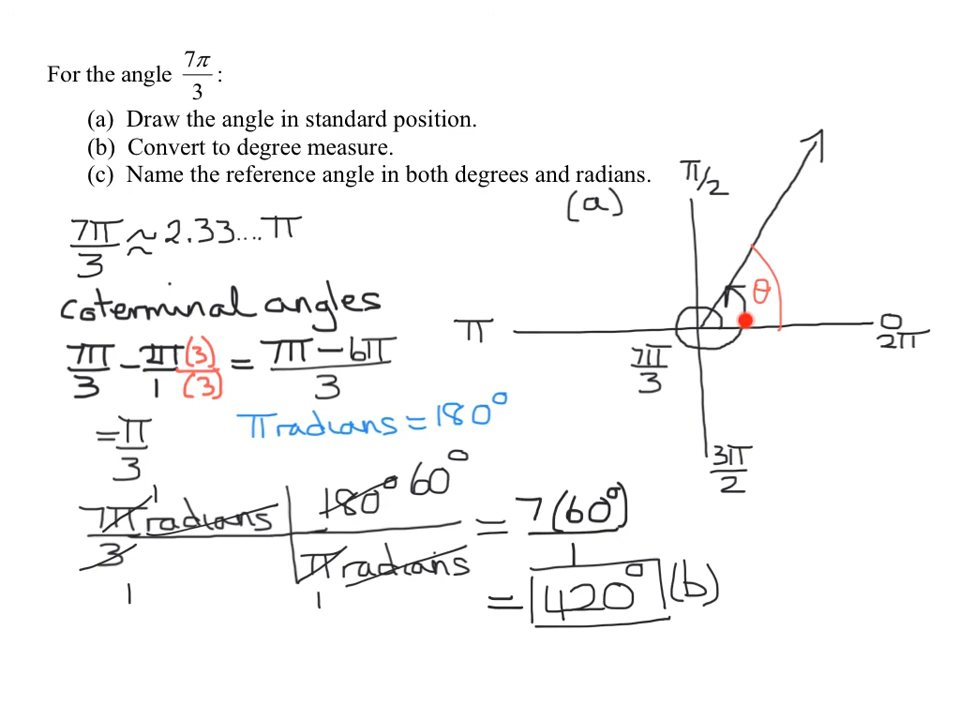 For the angle 7π/3 :
(a) Draw the angle in standard position.
(b) Convert to degree measure.
(c) Name the reference angle in both degrees and radians.
(a)
π/2
7π/3 ≈ 2.33.... π
θ
coterminal angles
π
0
2π
7π/3 − 2π(3)/1(3) = 7π − 6π/3
7π/3
= π/3
π radians = 180°
3π/2
7π radians/3 | 180°/π radians = 7(60°)/1
1
60°
1
1
= 420° (b)